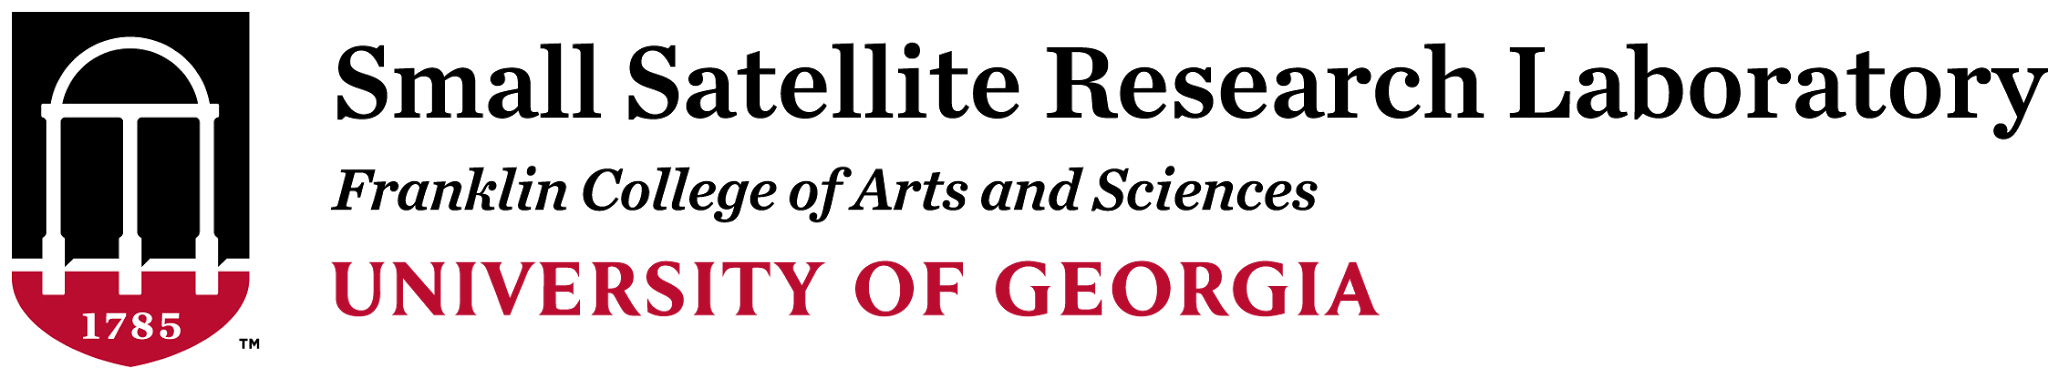 1785
TM
Small Satellite Research Laboratory
Franklin College of Arts and Sciences
UNIVERSITY OF GEORGIA